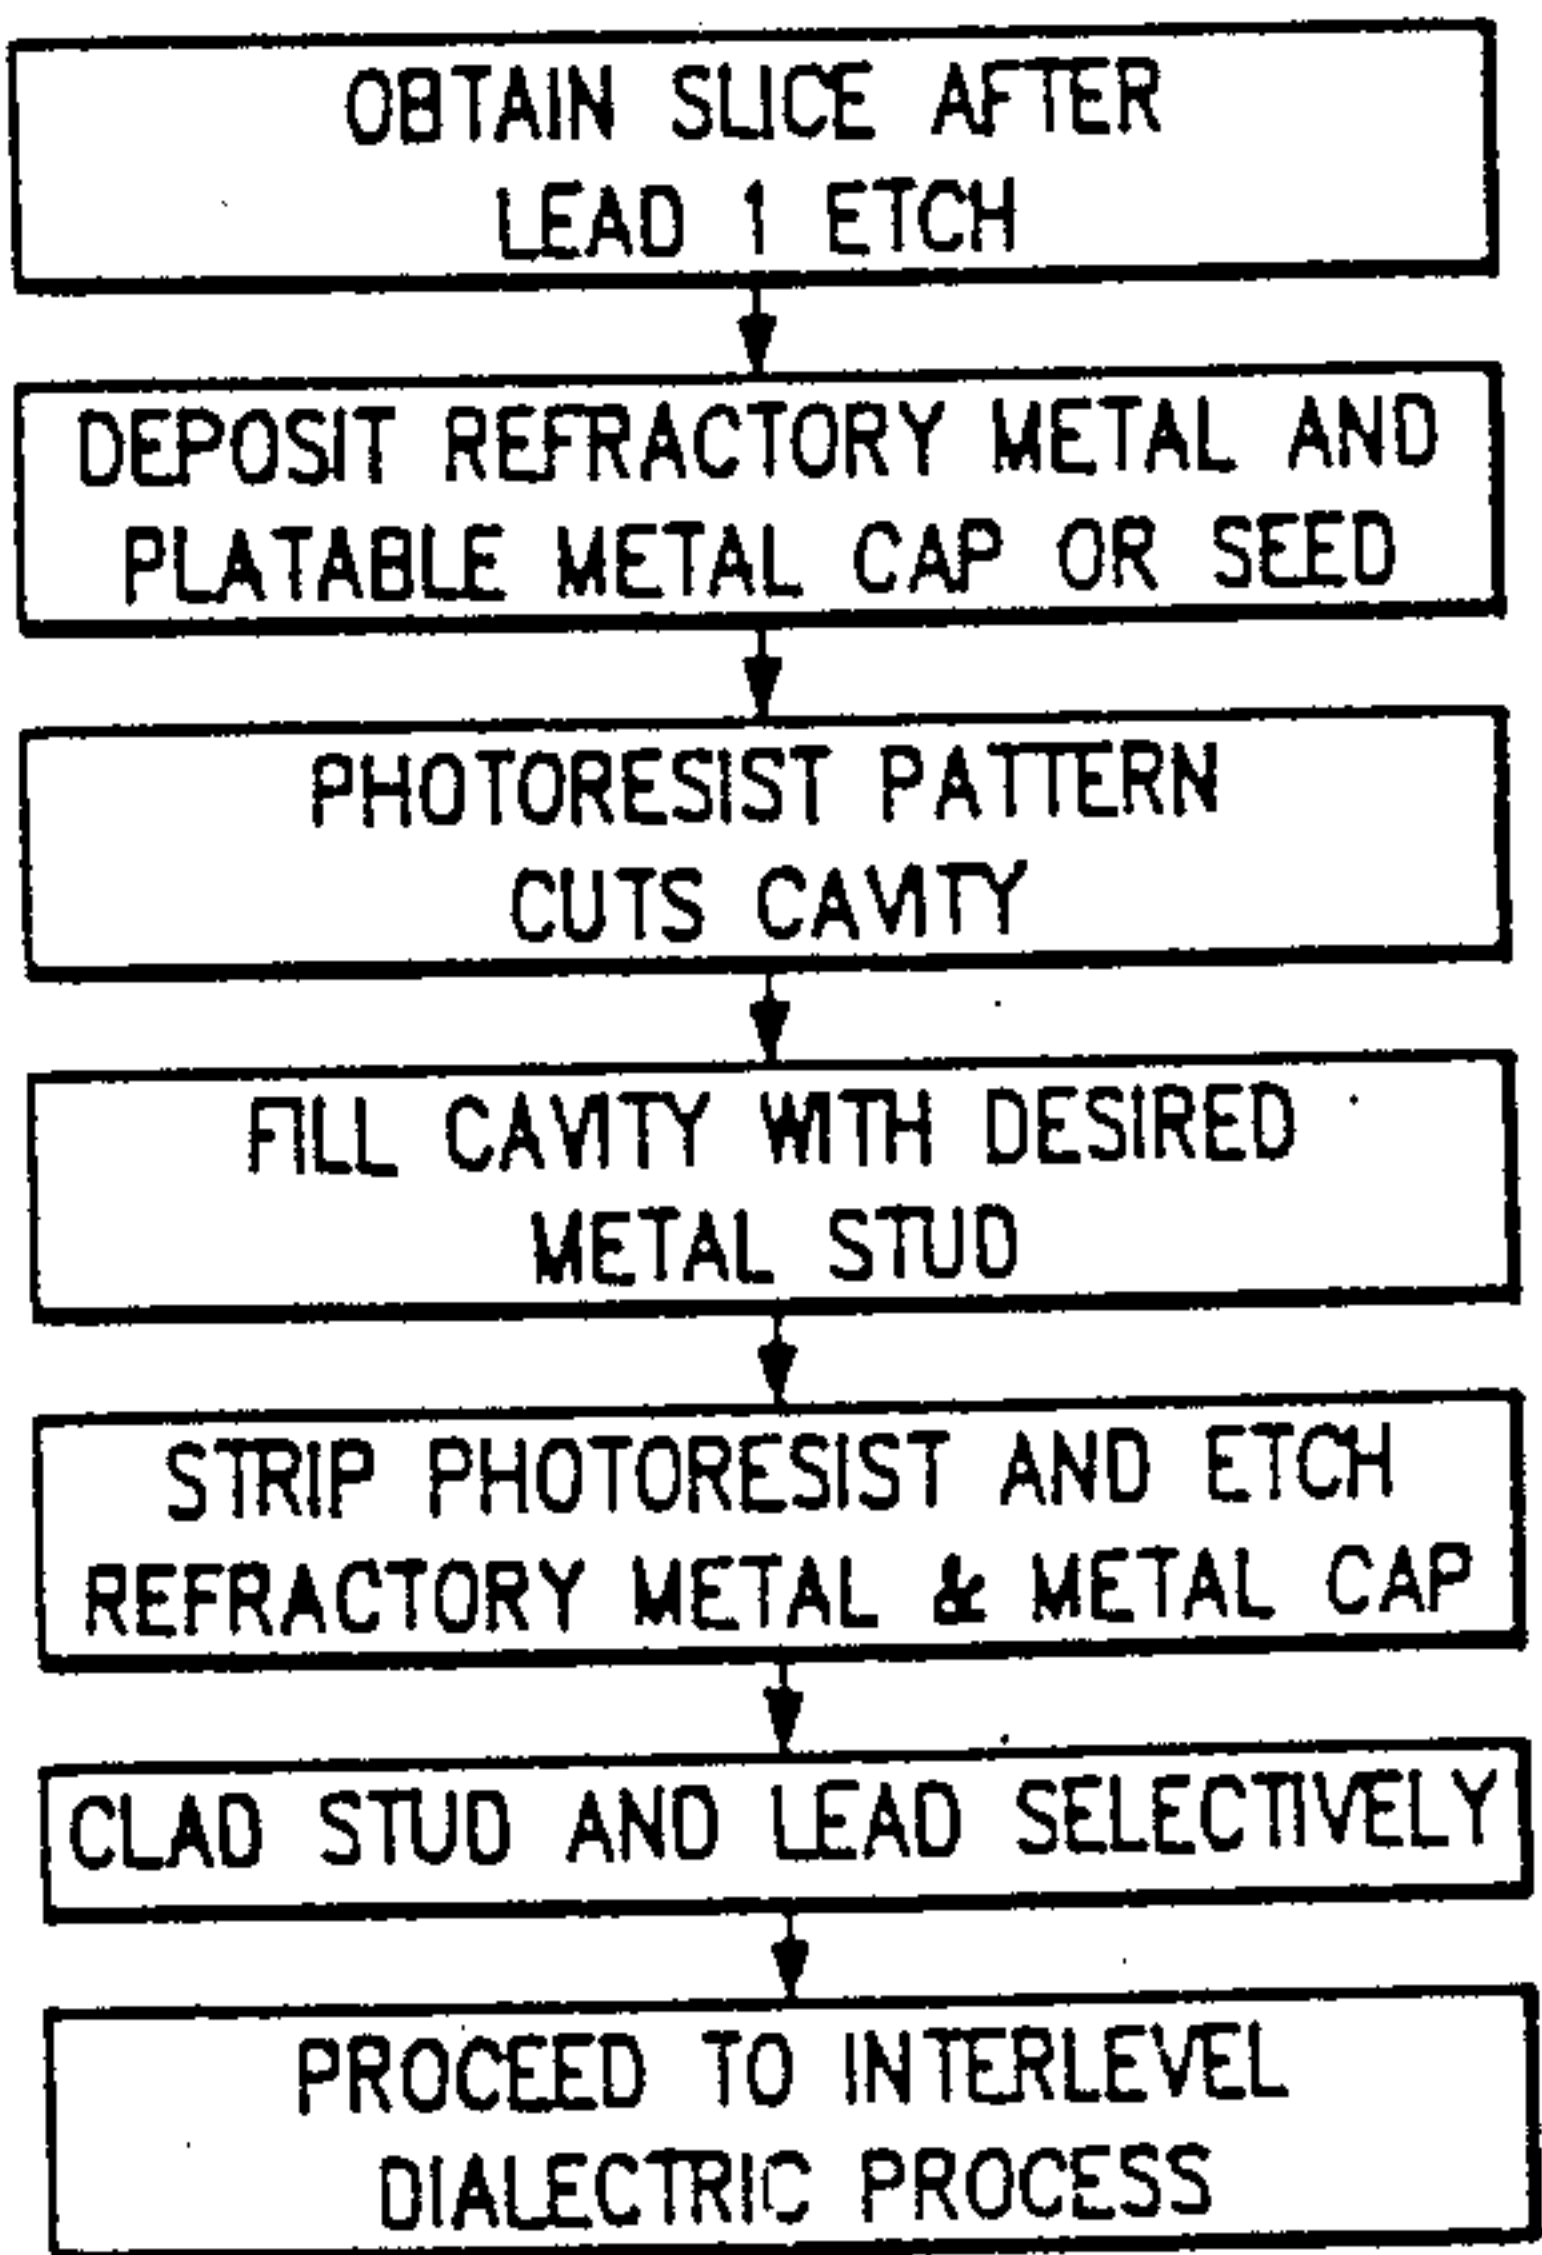 OBTAIN SLICE AFTER
LEAD 1 ETCH
DEPOSIT REFRACTORY METAL AND
PLATABLE METAL CAP OR SEED
PHOTORESIST PATTERN
CUTS CAVITY
FILL CAVITY WITH DESIRED
METAL STUD
STRIP PHOTORESIST AND ETCH
REFRACTORY METAL & METAL CAP
CLAD STUD AND LEAD SELECTIVELY
PROCEED TO INTERLEVEL
DIALECTRIC PROCESS